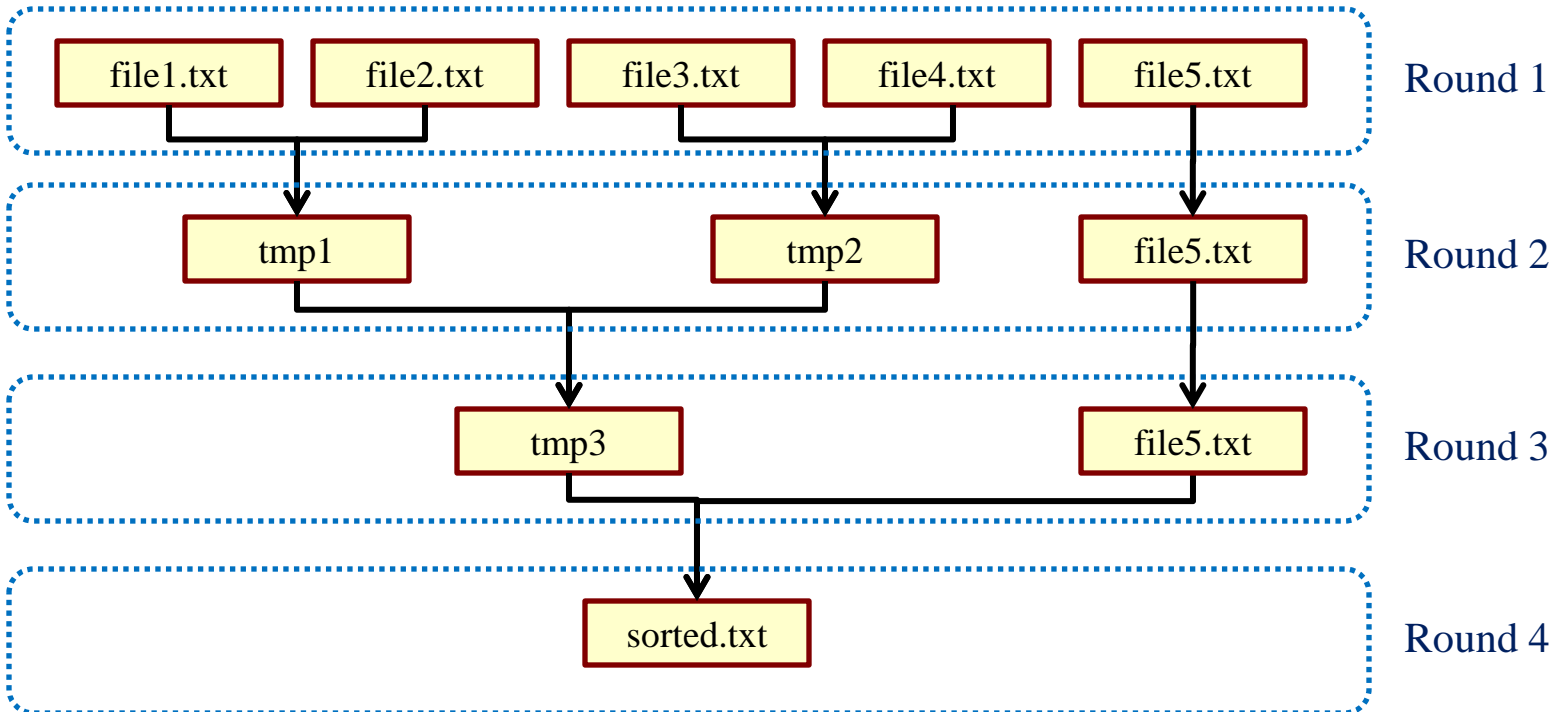 file1.txt
file2.txt
file3.txt
file4.txt
file5.txt
Round 1
tmp1
tmp2
file5.txt
Round 2
tmp3
file5.txt
Round 3
sorted.txt
Round 4